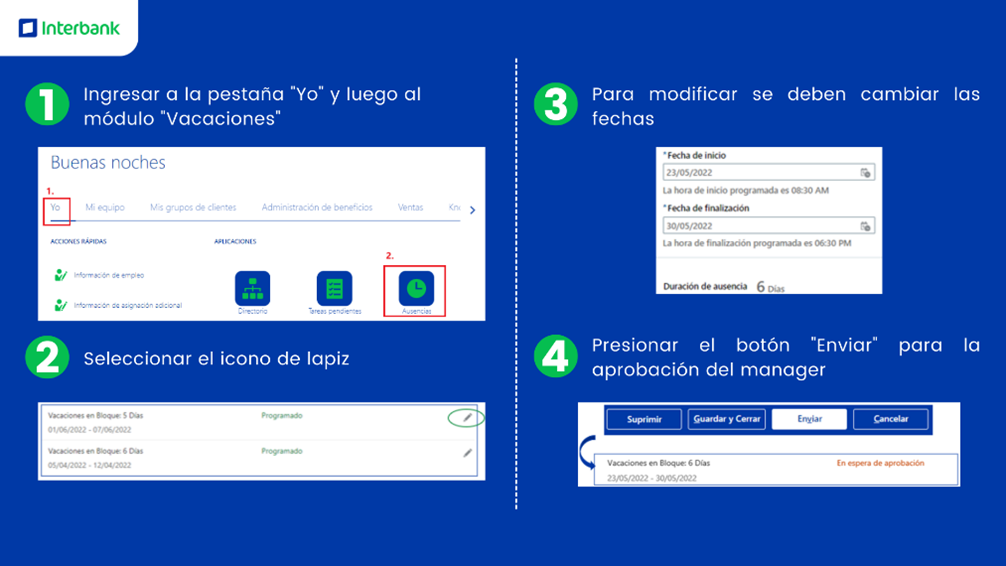 Interbank
1
Ingresar a la pestaña "Yo" y luego al
módulo "Vacaciones"
Buenas noches
1.
Yo Mi equipo Mis grupos de clientes Administración de beneficios Ventas
ACCIONES RÁPIDAS APLICACIONES
2.
Información de empleo
Información de asignación adicional
Directorio Tareas pendientes Ausencias
2
Seleccionar el icono de lapiz
Vacaciones en Bloque: 5 Días Programado
01/06/2022 - 07/06/2022
Vacaciones en Bloque: 6 Días Programado
05/04/2022 - 12/04/2022
3
Para modificar se deben cambiar las
fechas
*Fecha de inicio
23/05/2022
La hora de inicio programada es 08:30 AM
*Fecha de finalización
30/05/2022
La hora de finalización programada es 06:30 PM
Duración de ausencia 6 Días
4
Presionar el botón "Enviar" para la
aprobación del manager
Suprimir Guardar y Cerrar Enviar Cancelar
Vacaciones en Bloque: 6 Días En espera de aprobación
23/05/2022 - 30/05/2022